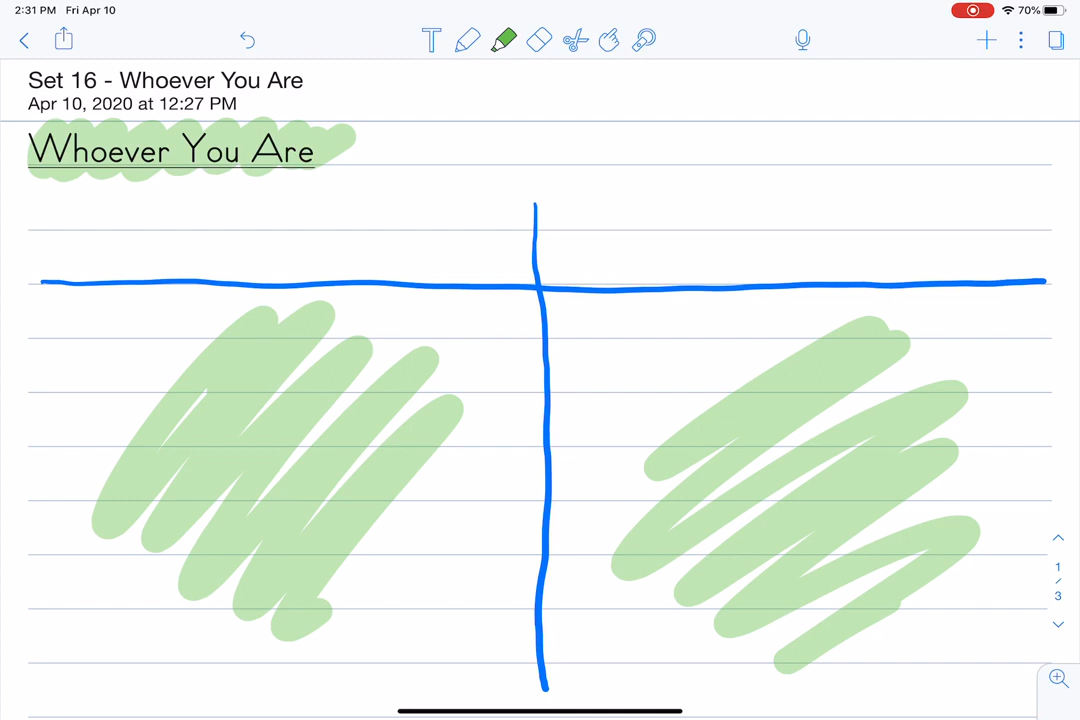 2:31 PM Fri Apr 10 70%
Set 16 - Whoever You Are
Apr 10, 2020 at 12:27 PM
Whoever You Are
1
/
3